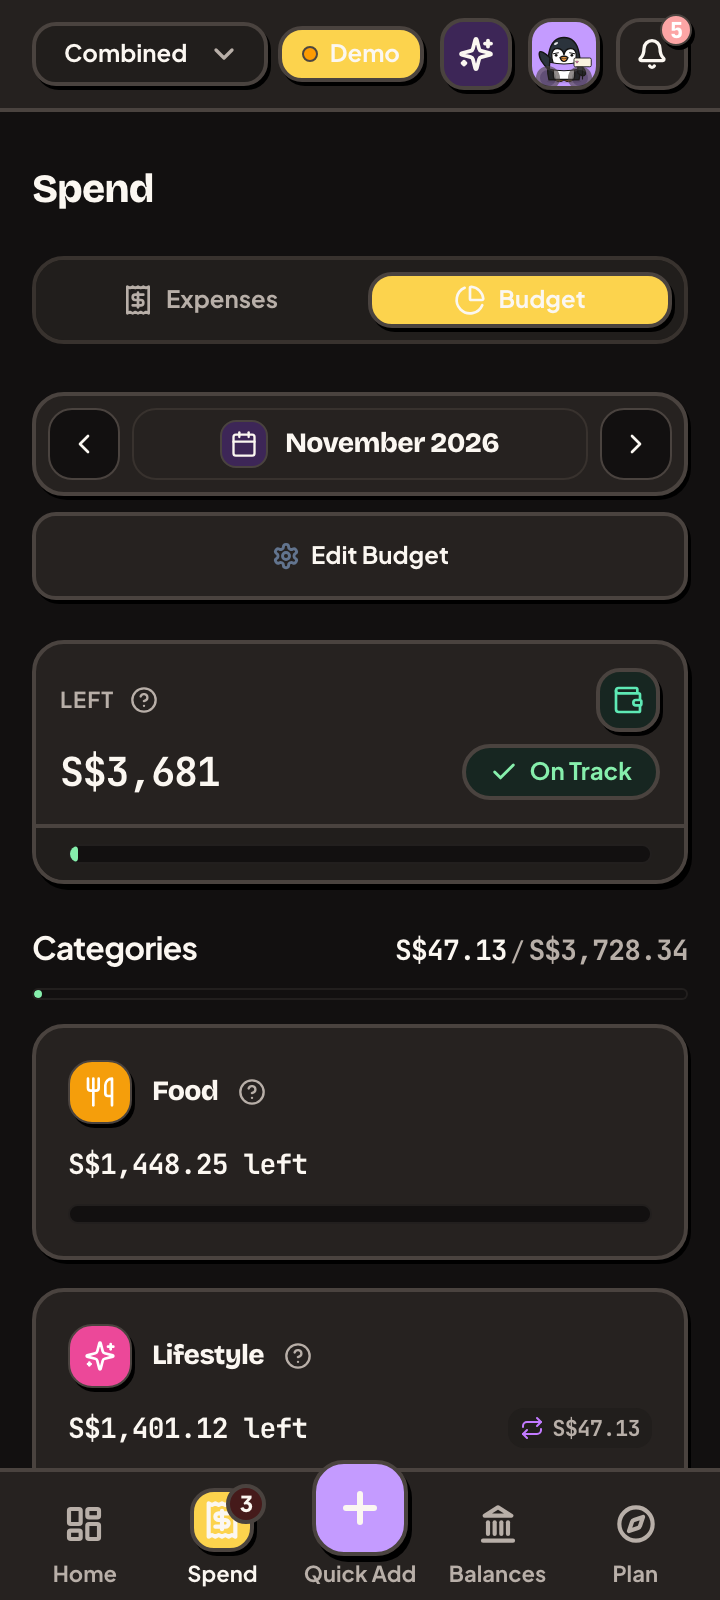 Combined
Demo
5
Spend
Expenses
Budget
November 2026
Edit Budget
LEFT
S$3,681
On Track
Categories
S$47.13/S$3,728.34
Food
S$1,448.25 left
Lifestyle
S$1,401.12 left
S$47.13
3
Home
Spend
Quick Add
Balances
Plan